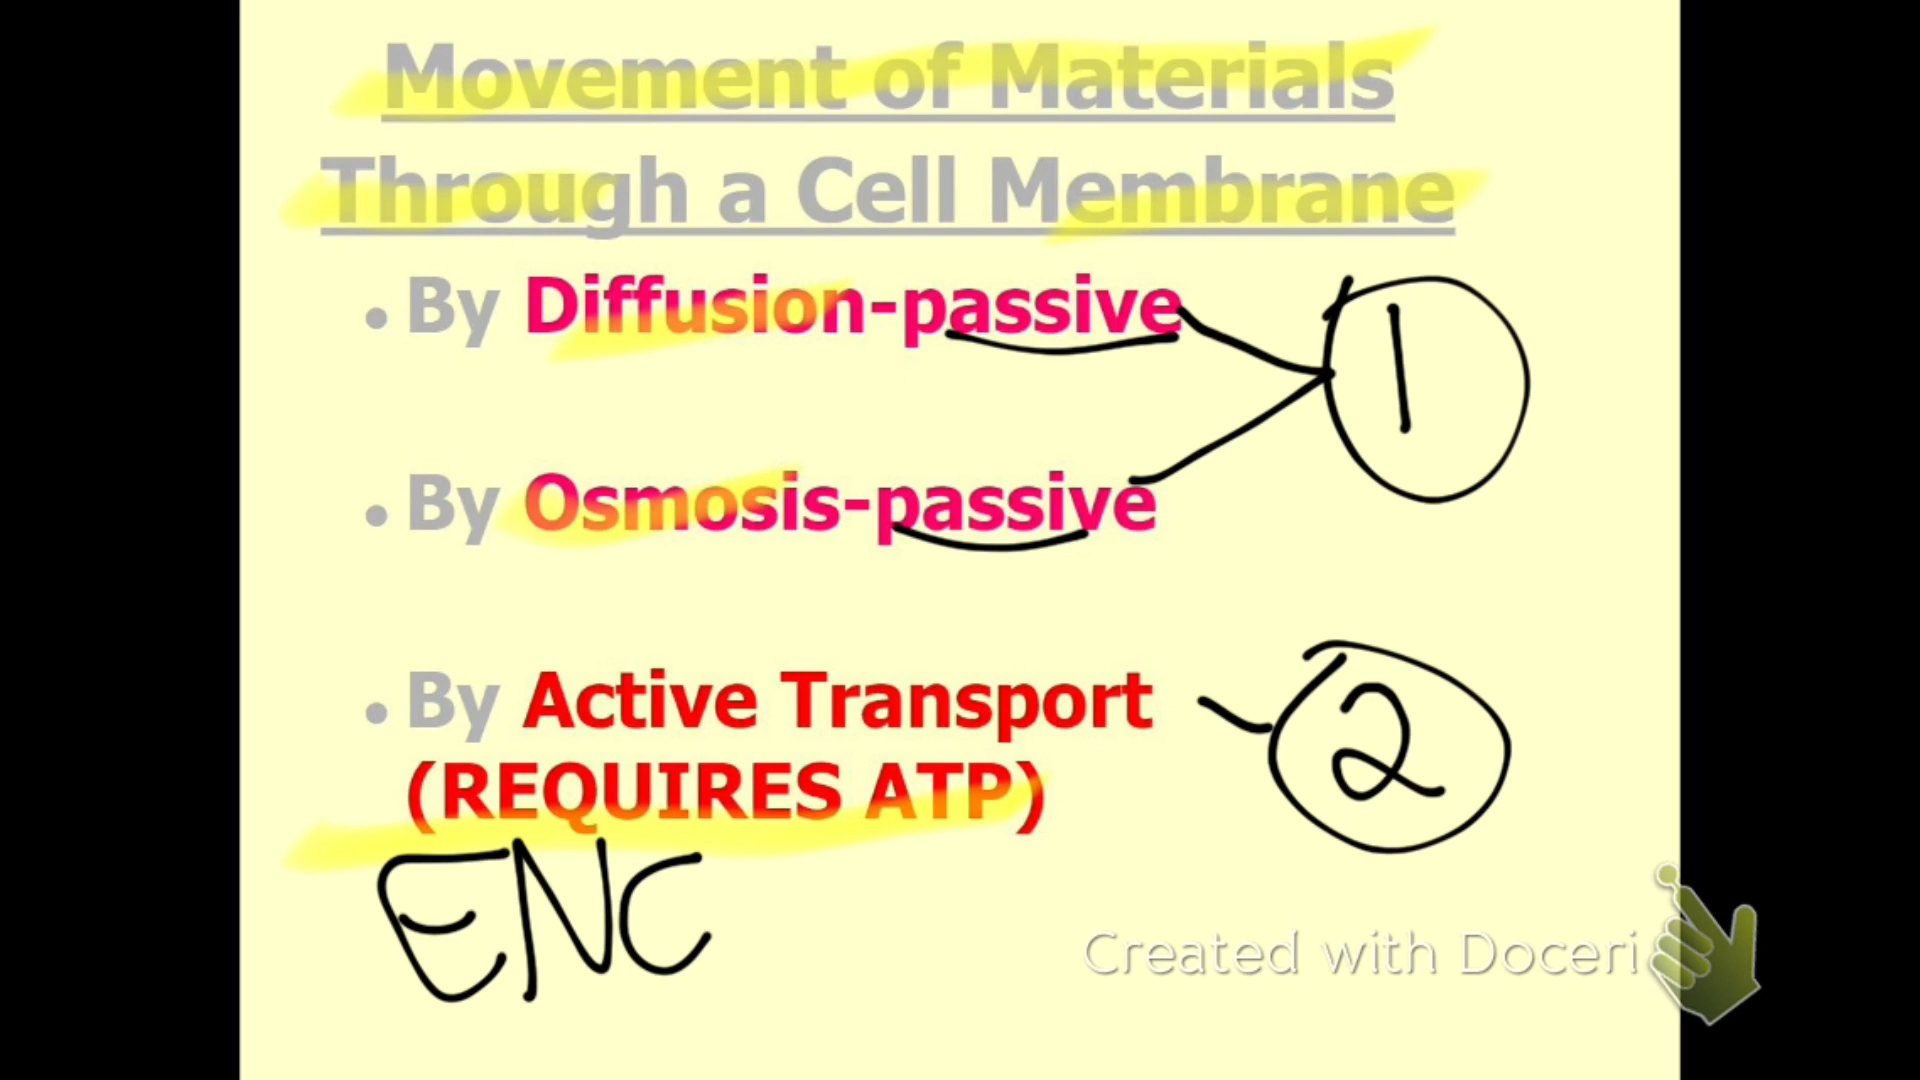 Movement of Materials
Through a Cell Membrane
• By Diffusion-passive
1
• By Osmosis-passive
• By Active Transport
2
(REQUIRES ATP)
ENC
Created with Doceri